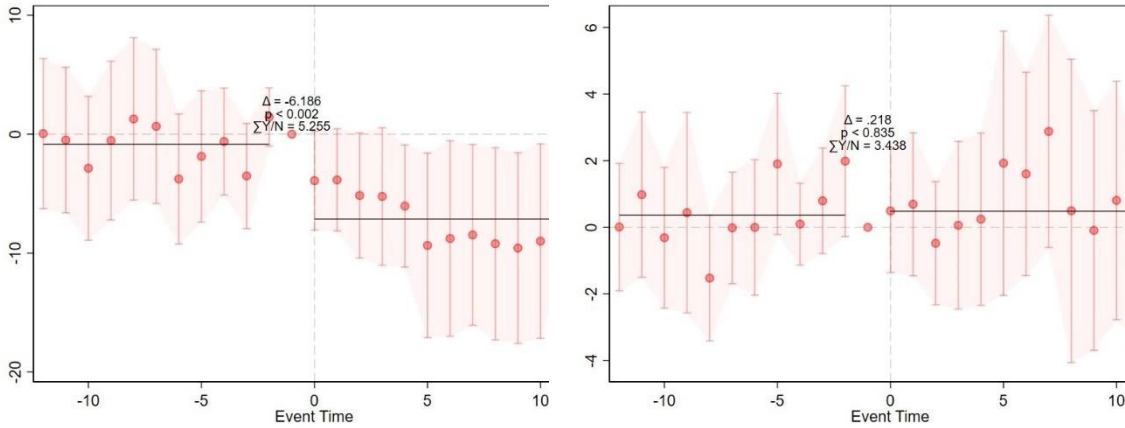 10
0
-10
-20
Δ = -6.186
p < 0.002
∑Y/N = 5.255
-10
-5
0
5
10
Event Time
6
4
2
0
-2
-4
Δ = .218
p < 0.835
∑Y/N = 3.438
-10
-5
0
5
10
Event Time